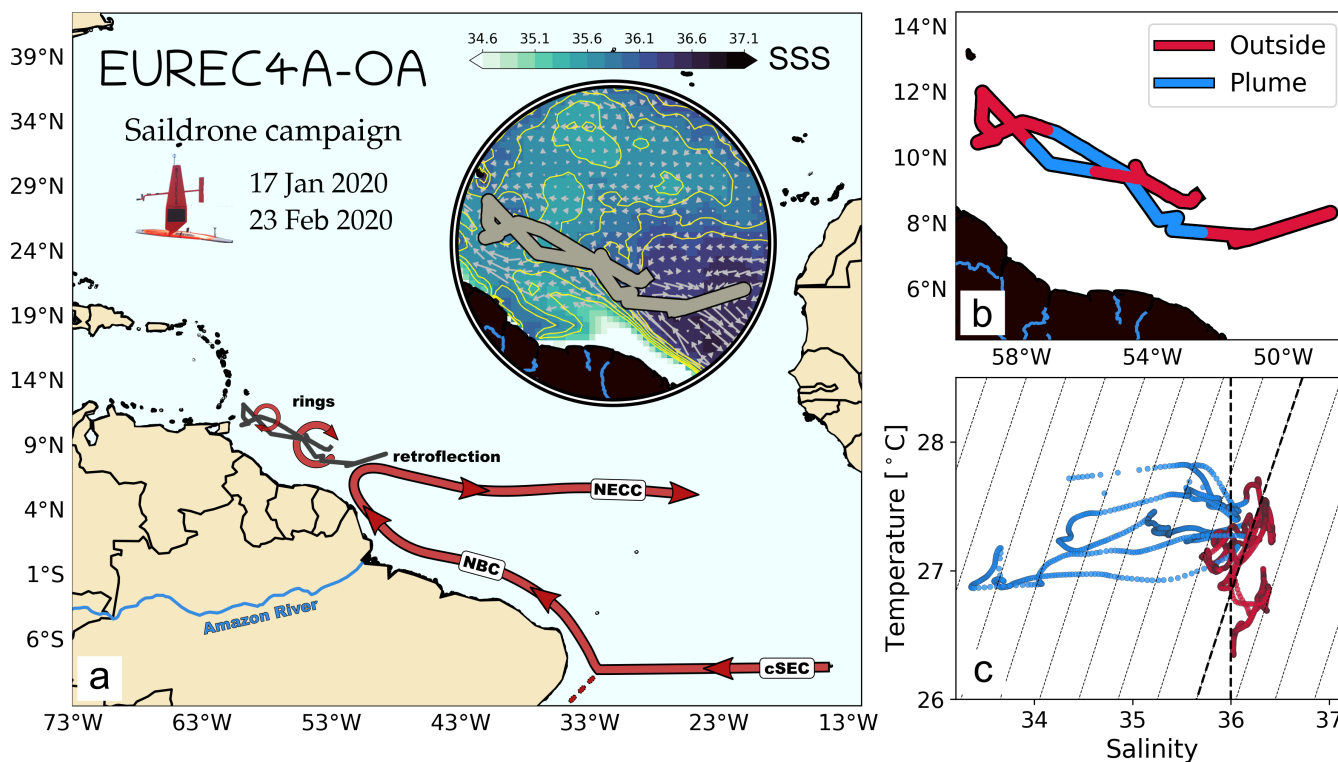 EUREC4A-OA
Saildrone campaign
17 Jan 2020
23 Feb 2020
34.6 35.1 35.6 36.1 36.6 37.1
SSS
39°N
34°N
29°N
24°N
19°N
14°N
9°N
4°N
1°S
6°S
rings
retroflection
NECC
NBC
cSEC
Amazon River
a
73°W 63°W 53°W 43°W 33°W 23°W 13°W
14°N
12°N
10°N
8°N
6°N
Outside
Plume
b
58°W 54°W 50°W
Temperature [°C]
28
27
26
c
34 35 36 37
Salinity